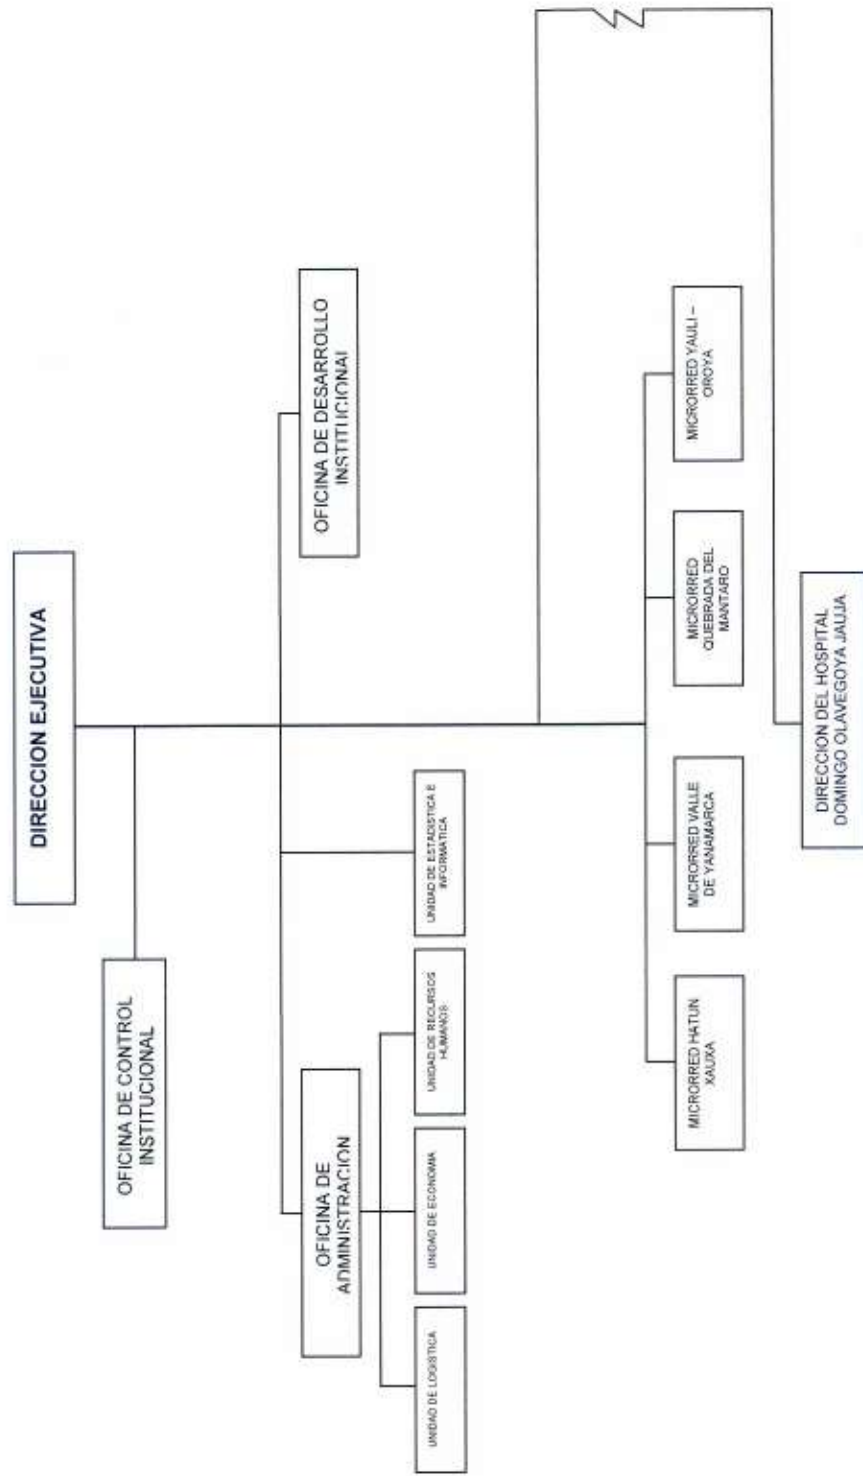 DIRECCION EJECUTIVA
OFICINA DE CONTROL
INSTITUCIONAL
OFICINA DE
ADMINISTRACION
OFICINA DE DESARROLLO
INSTITUCIONAL
UNIDAD DE LOGISTICA
UNIDAD DE ECONOMIA
UNIDAD DE RECURSOS
HUMANOS
UNIDAD DE ESTADISTICA E
INFORMATICA
MICRORRED HATUN
XAUXA
MICRORRED VALLE
DE YANAMARCA
MICRORRED
QUEBRADA DEL
MANTARO
MICRORRED YAULI –
OROYA
DIRECCION DEL HOSPITAL
DOMINGO OLAVEGOYA JAUJA